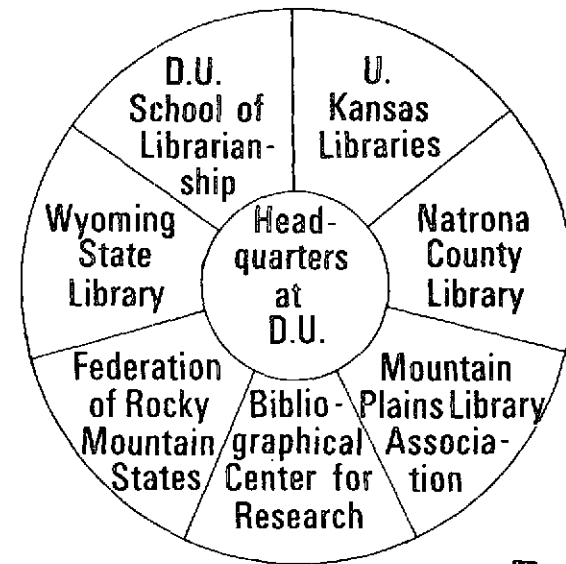 D.U.
School of
Librarian-
ship
U.
Kansas
Libraries
Natrona
County
Library
Mountain
Plains Library
Associa-
tion
Biblio-
graphical
Center for
Research
Federation
of Rocky
Mountain
States
Wyoming
State
Library
Head-
quarters
at
D.U.